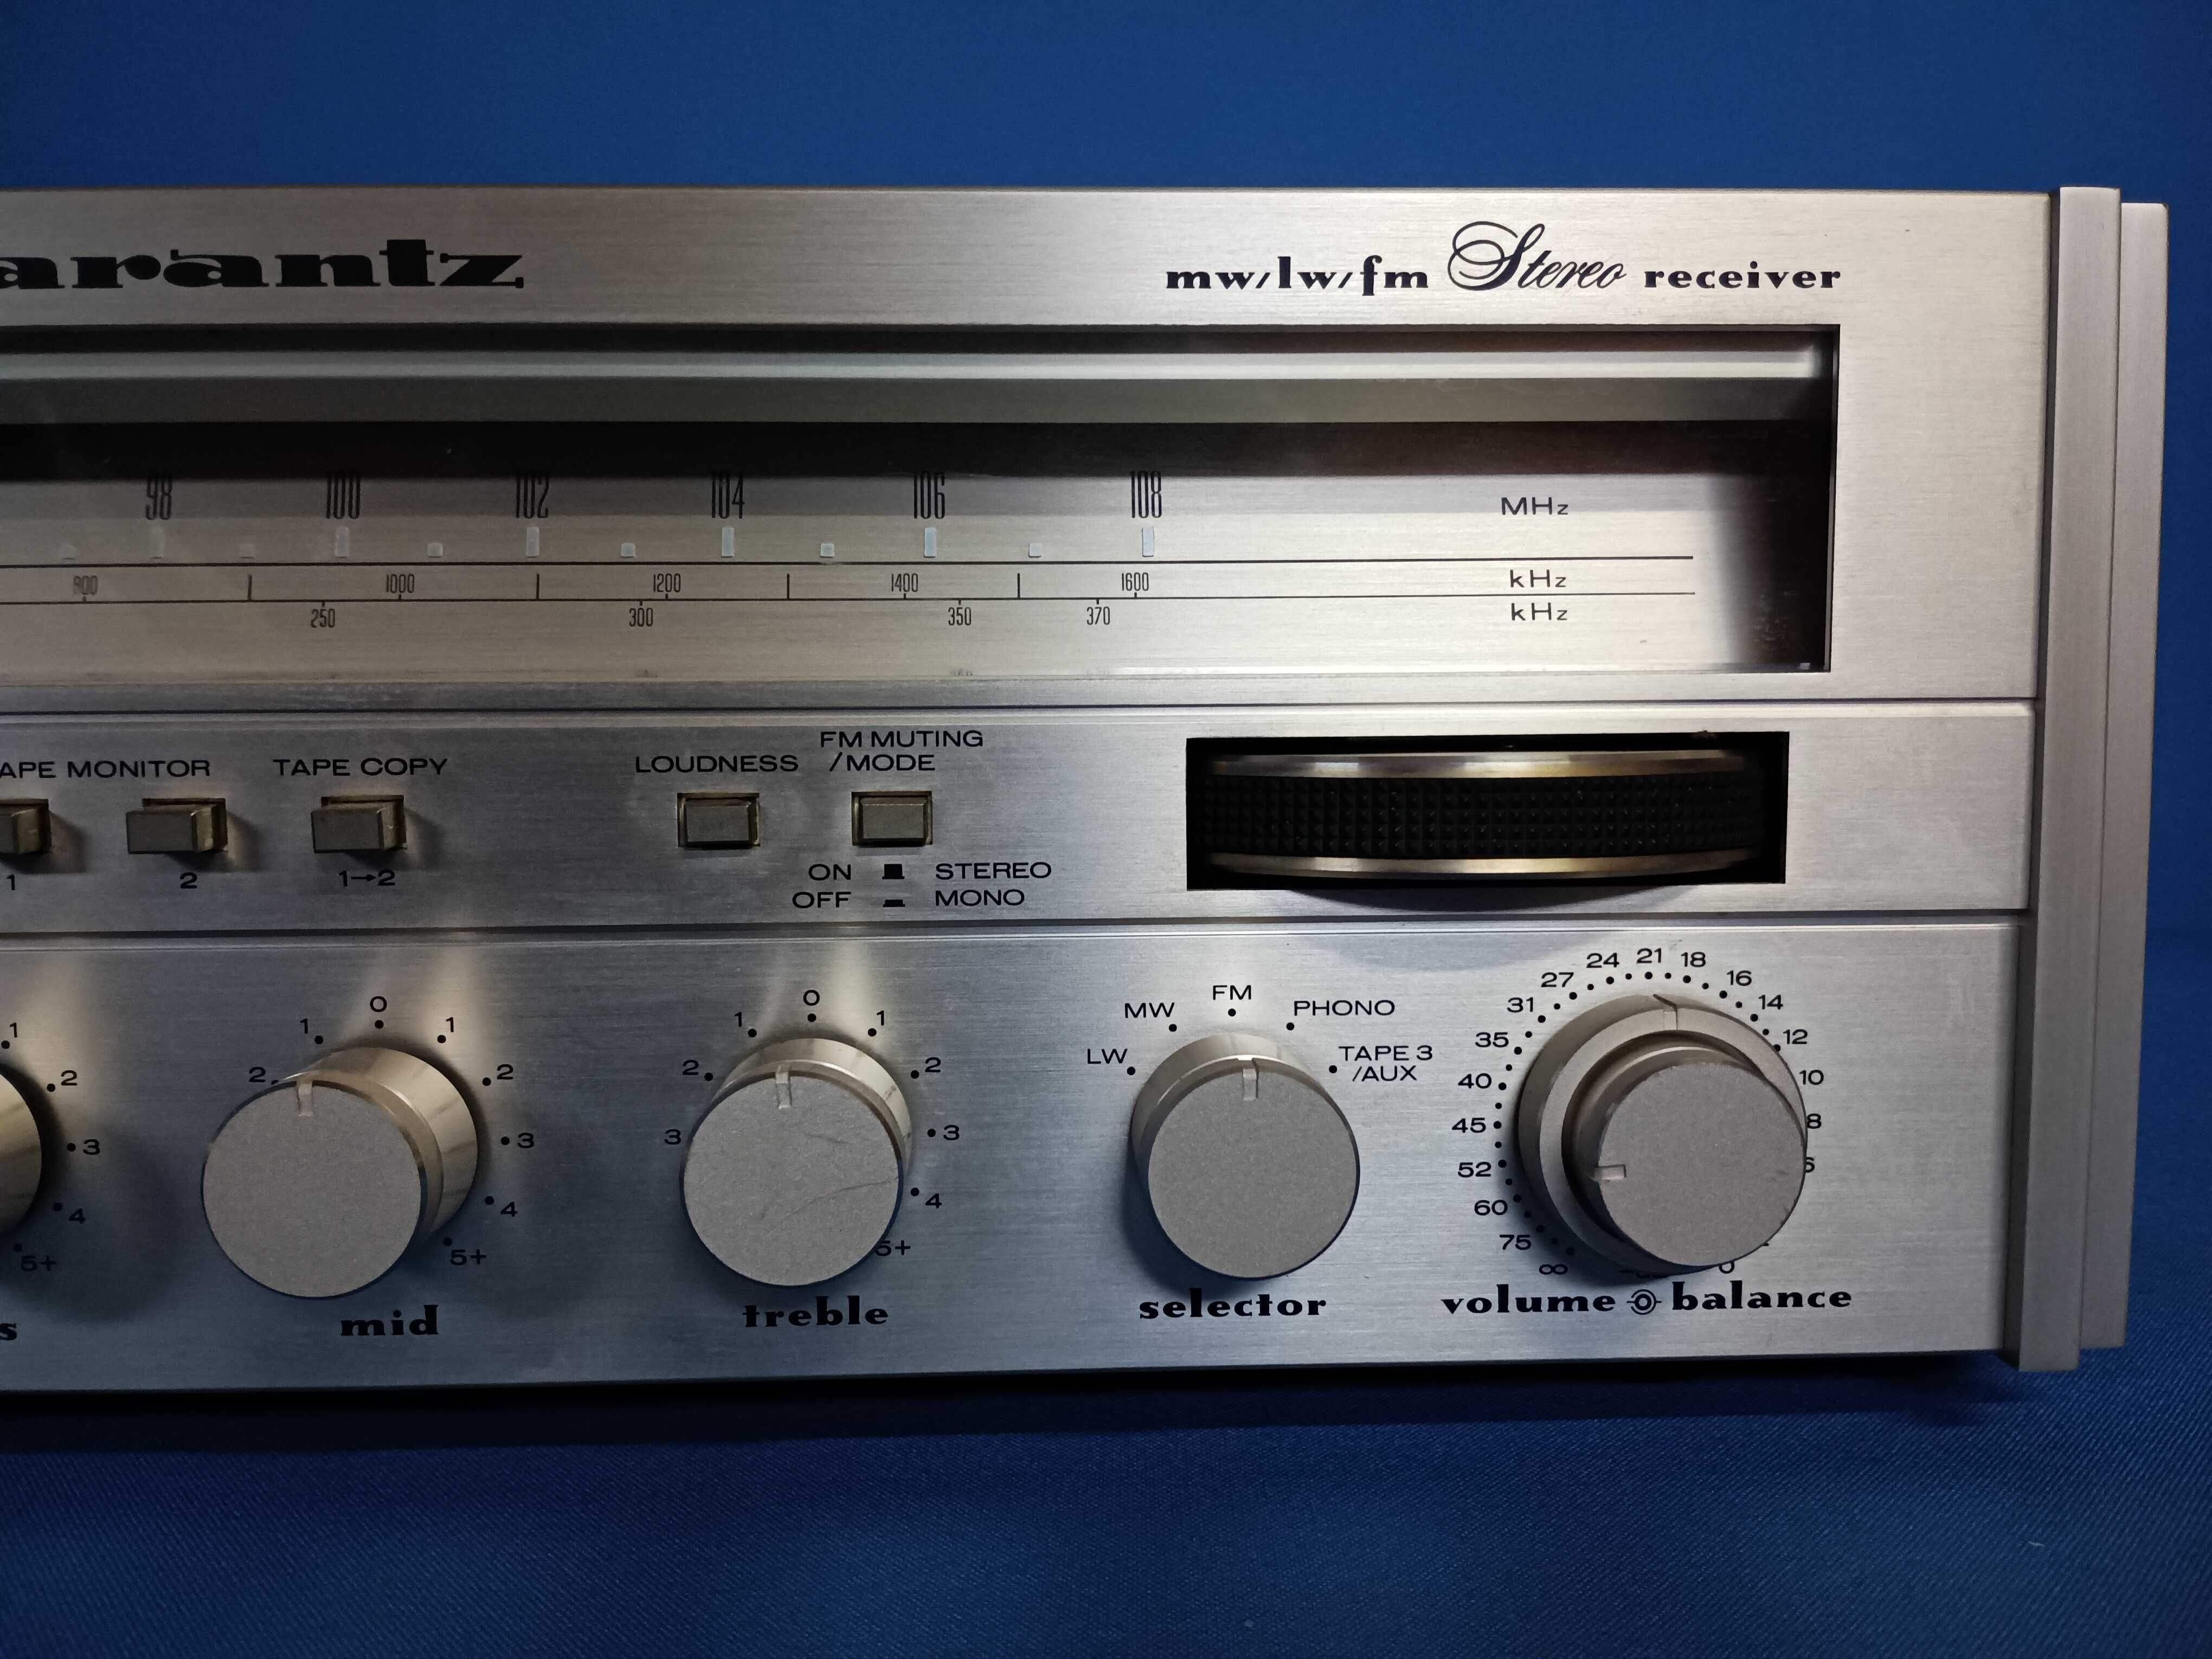 arantz
mw/lw/fm Stereo receiver
98 100 102 104 106 108 MHz
800 1000 1200 1400 1600 kHz
250 300 350 370 kHz
APE MONITOR TAPE COPY LOUDNESS FM MUTING
/MODE
1 2 1→2
ON STEREO
OFF MONO
1 2 3 4 5+
2 1 0 1 2 3 4 5+
3 2 1 0 1 2 3 4 5+
LW MW FM PHONO TAPE 3
/AUX
∞ 75 60 52 45 40 35 31 27 24 21 18 16 14 12 10 8 6 0
s mid treble selector volume balance